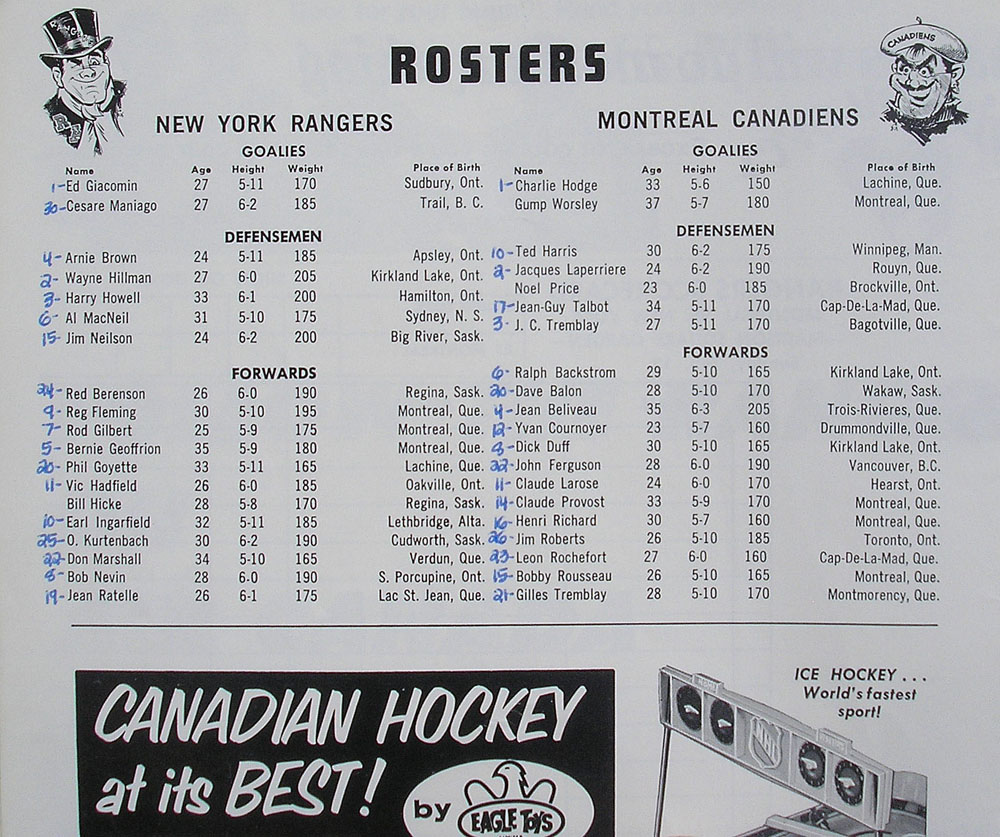 RANGERS
CANADIENS
ROSTERS
NEW YORK RANGERS
GOALIES
Name Age Height Weight Place of Birth
1- Ed Giacomin 27 5-11 170 Sudbury, Ont.
30- Cesare Maniago 27 6-2 185 Trail, B. C.
DEFENSEMEN
4- Arnie Brown 24 5-11 185 Apsley, Ont.
2- Wayne Hillman 27 6-0 205 Kirkland Lake, Ont.
3- Harry Howell 33 6-1 200 Hamilton, Ont.
6- Al MacNeil 31 5-10 175 Sydney, N. S.
15- Jim Neilson 24 6-2 200 Big River, Sask.
FORWARDS
24- Red Berenson 26 6-0 190 Regina, Sask.
9- Reg Fleming 30 5-10 195 Montreal, Que.
7- Rod Gilbert 25 5-9 175 Montreal, Que.
5- Bernie Geoffrion 35 5-9 180 Montreal, Que.
20- Phil Goyette 33 5-11 165 Lachine, Que.
11- Vic Hadfield 26 6-0 185 Oakville, Ont.
Bill Hicke 28 5-8 170 Regina, Sask.
10- Earl Ingarfield 32 5-11 185 Lethbridge, Alta.
25- O. Kurtenbach 30 6-2 190 Cudworth, Sask.
22- Don Marshall 34 5-10 165 Verdun, Que.
8- Bob Nevin 28 6-0 190 S. Porcupine, Ont.
19- Jean Ratelle 26 6-1 175 Lac St. Jean, Que.
MONTREAL CANADIENS
GOALIES
Name Age Height Weight Place of Birth
1- Charlie Hodge 33 5-6 150 Lachine, Que.
Gump Worsley 37 5-7 180 Montreal, Que.
DEFENSEMEN
10- Ted Harris 30 6-2 175 Winnipeg, Man.
2- Jacques Laperriere 24 6-2 190 Rouyn, Que.
Noel Price 23 6-0 185 Brockville, Ont.
17- Jean-Guy Talbot 34 5-11 170 Cap-De-La-Mad, Que.
3- J. C. Tremblay 27 5-11 170 Bagotville, Que.
FORWARDS
6- Ralph Backstrom 29 5-10 165 Kirkland Lake, Ont.
20- Dave Balon 28 5-10 170 Wakaw, Sask.
4- Jean Beliveau 35 6-3 205 Trois-Rivieres, Que.
12- Yvan Cournoyer 23 5-7 160 Drummondville, Que.
8- Dick Duff 30 5-10 165 Kirkland Lake, Ont.
22- John Ferguson 28 6-0 190 Vancouver, B.C.
11- Claude Larose 24 6-0 170 Hearst, Ont.
14- Claude Provost 33 5-9 170 Montreal, Que.
16- Henri Richard 30 5-7 160 Montreal, Que.
26- Jim Roberts 26 5-10 185 Toronto, Ont.
23- Leon Rochefort 27 6-0 160 Cap-De-La-Mad, Que.
15- Bobby Rousseau 26 5-10 165 Montreal, Que.
21- Gilles Tremblay 28 5-10 170 Montmorency, Que.
CANADIAN HOCKEY
at its BEST!
by EAGLE TOYS
ICE HOCKEY . . .
World's fastest
sport!
NHL